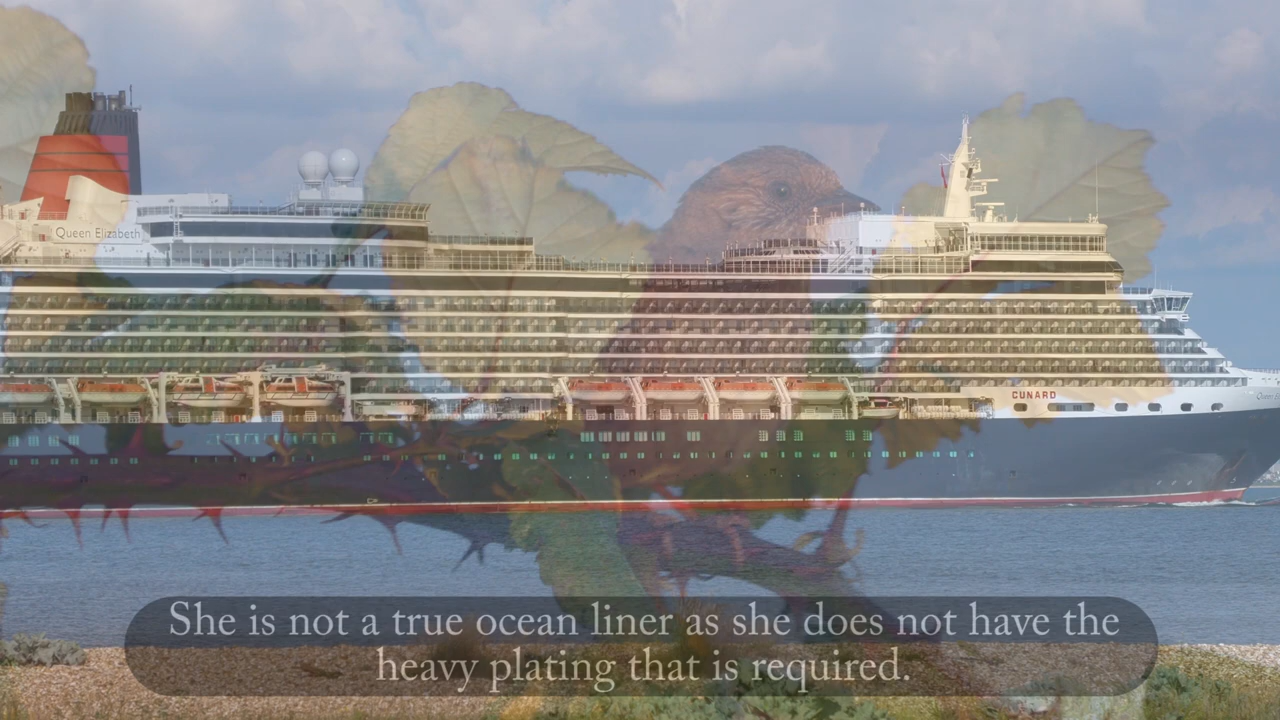 Queen Elizabeth
CUNARD
She is not a true ocean liner as she does not have the
heavy plating that is required.